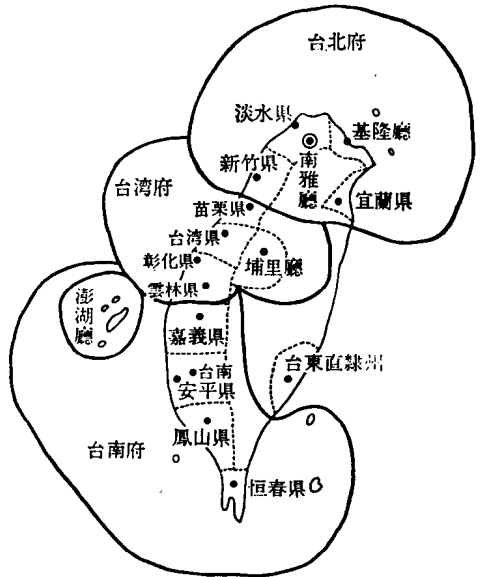 台北府
淡水県
基隆廳
南雅廳
新竹県
宜蘭県
台湾府
苗栗県
台湾県
彰化県
埔里廳
雲林県
澎湖廳
嘉義県
台東直隷州
台南
安平県
鳳山県
台南府
恒春県